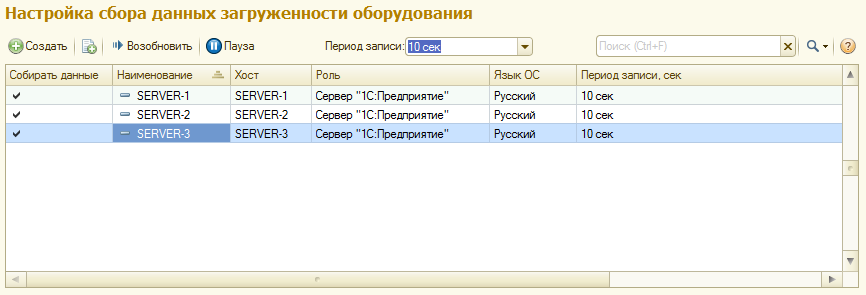 Настройка сбора данных загруженности оборудования
Создать Возобновить Пауза Период записи: 10 сек Поиск (Ctrl+F)
Собирать данные Наименование Хост Роль Язык ОС Период записи, сек
SERVER-1 SERVER-1 Сервер "1С:Предприятие" Русский 10 сек
SERVER-2 SERVER-2 Сервер "1С:Предприятие" Русский 10 сек
SERVER-3 SERVER-3 Сервер "1С:Предприятие" Русский 10 сек